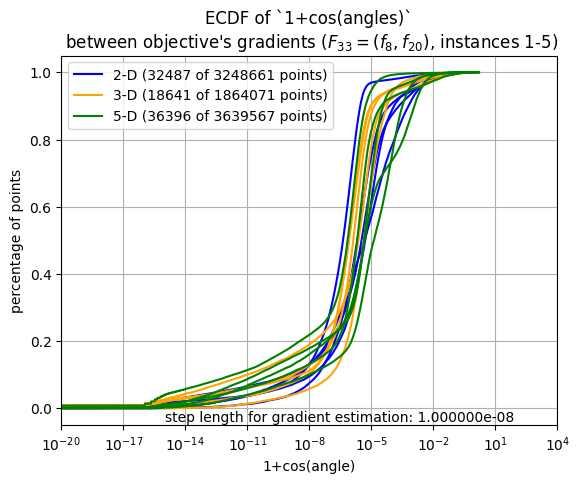 ECDF of `1+cos(angles)`
between objective's gradients (F₃₃ = (f₈, f₂₀), instances 1-5)
2-D (32487 of 3248661 points)
3-D (18641 of 1864071 points)
5-D (36396 of 3639567 points)
percentage of points
1.0
0.8
0.6
0.4
0.2
0.0
step length for gradient estimation: 1.000000e-08
10⁻²⁰ 10⁻¹⁷ 10⁻¹⁴ 10⁻¹¹ 10⁻⁸ 10⁻⁵ 10⁻² 10¹ 10⁴
1+cos(angle)